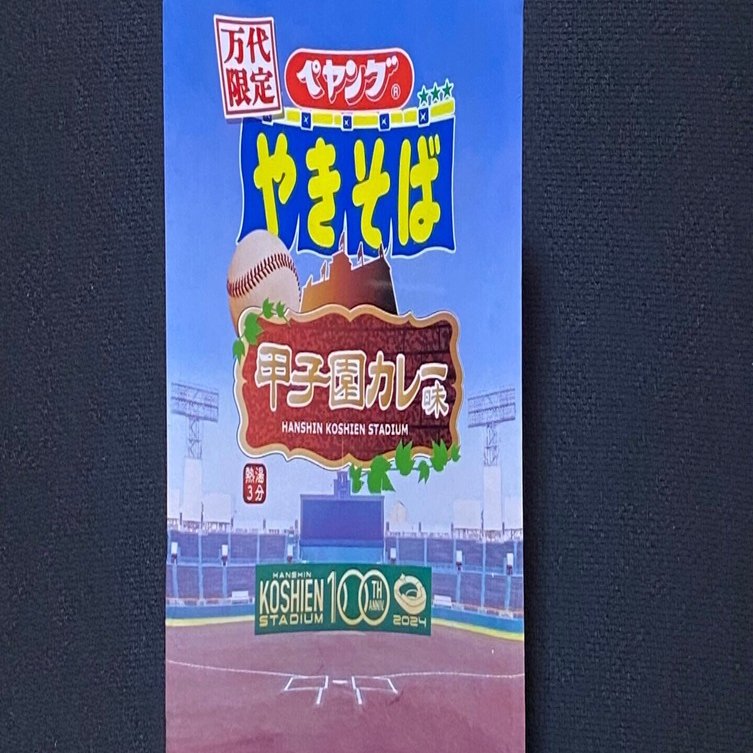 万代
限定
ペヤング®
やきそば
甲子園カレー味
HANSHIN KOSHIEN STADIUM
熱湯
3分
HANSHIN
KOSHIEN
STADIUM
100TH
ANNIV.
2024